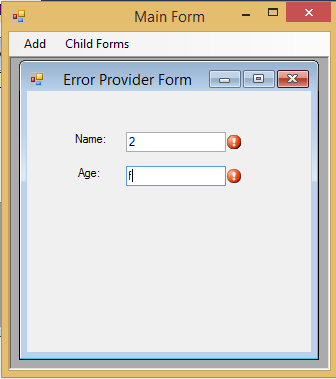 Main Form
Add Child Forms
Error Provider Form
Name: 2
Age: f